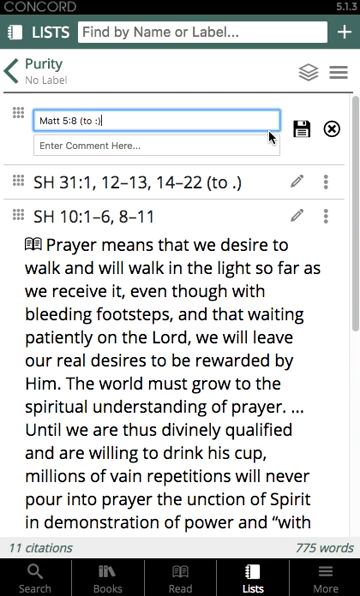 CONCORD 5.1.3
LISTS Find by Name or Label... +
Purity
No Label
Matt 5:8 (to :)
Enter Comment Here...
SH 31:1, 12–13, 14–22 (to .)
SH 10:1–6, 8–11
Prayer means that we desire to
walk and will walk in the light so far as
we receive it, even though with
bleeding footsteps, and that waiting
patiently on the Lord, we will leave
our real desires to be rewarded by
Him. The world must grow to the
spiritual understanding of prayer. ...
Until we are thus divinely qualified
and are willing to drink his cup,
millions of vain repetitions will never
pour into prayer the unction of Spirit
in demonstration of power and “with
11 citations 775 words
Search Books Read Lists More